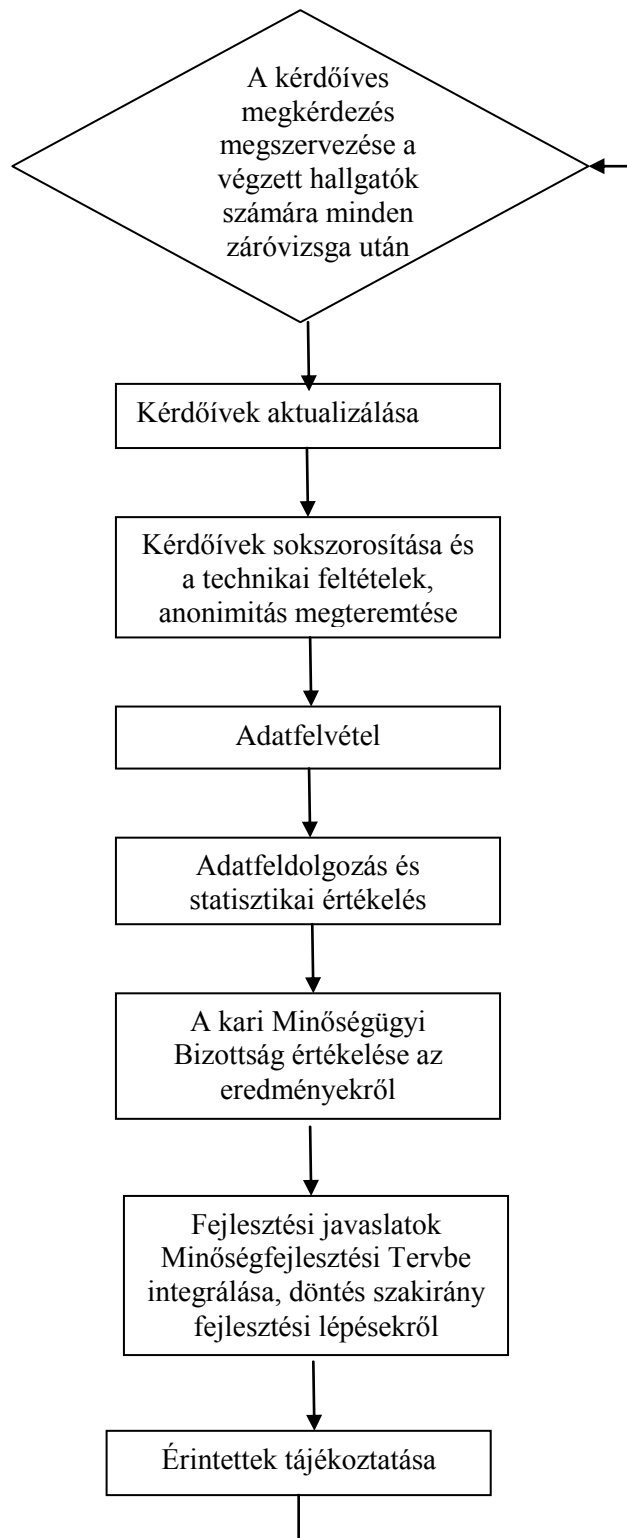 A kérdőíves
megkérdezés
megszervezése a
végzett hallgatók
számára minden
záróvizsga után
Kérdőívek aktualizálása
Kérdőívek sokszorosítása és
a technikai feltételek,
anonimitás megteremtése
Adatfelvétel
Adatfeldolgozás és
statisztikai értékelés
A kari Minőségügyi
Bizottság értékelése az
eredményekről
Fejlesztési javaslatok
Minőségfejlesztési Tervbe
integrálása, döntés szakirány
fejlesztési lépésekről
Érintettek tájékoztatása